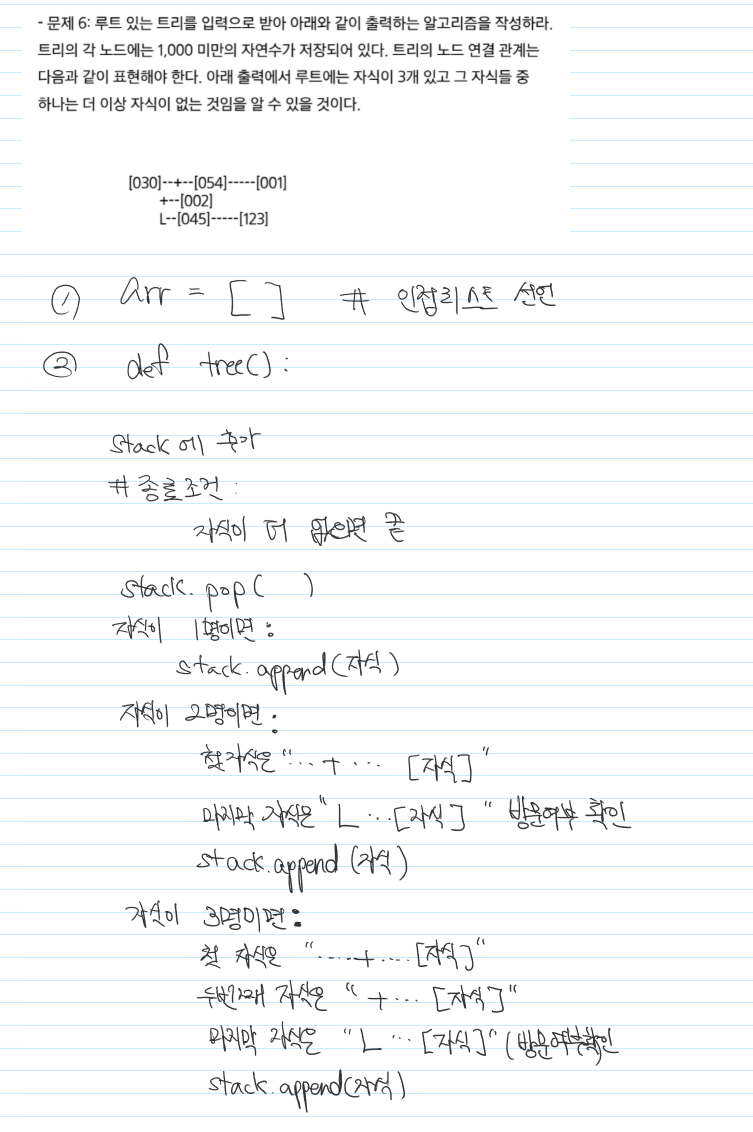 - 문제 6: 루트 있는 트리를 입력으로 받아 아래와 같이 출력하는 알고리즘을 작성하라.
트리의 각 노드에는 1,000 미만의 자연수가 저장되어 있다. 트리의 노드 연결 관계는
다음과 같이 표현해야 한다. 아래 출력에서 루트에는 자식이 3개 있고 그 자식들 중
하나는 더 이상 자식이 없는 것임을 알 수 있을 것이다.
[030]--+--[054]-----[001]
+--[002]
L--[045]-----[123]
① arr = [ ] # 인접리스트 선언
② def tree():
stack에 추가
# 종료조건:
자식이 더 없으면 끝
stack.pop( )
자식이 1명이면:
stack.append(자식)
자식이 2명이면:
첫 자식은 "--+-- [자식]"
마지막 자식은 "L--[자식]" 방문여부 확인
stack.append(자식)
자식이 3명이면:
첫 자식은 "----+---[자식]"
두번째 자식은 "+-- [자식]"
마지막 자식은 "L--[자식]" (방문여부확인
stack.append(자식)